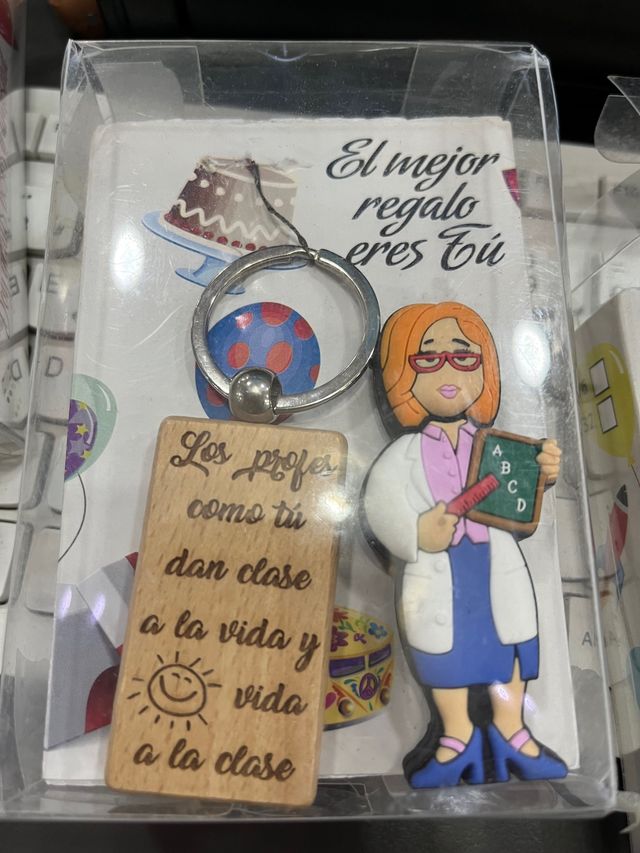 El mejor
regalo
eres Tú
Los profes
como tú
dan clase
a la vida y
vida
a la clase
A
B
C
D